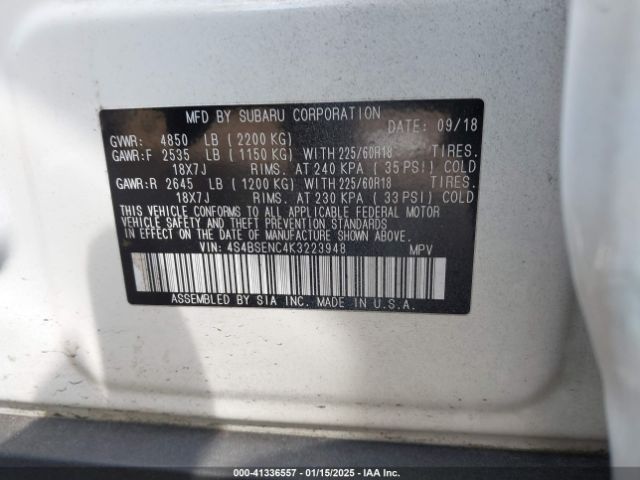 MFD BY SUBARU CORPORATION
DATE: 09/18
GVWR: 4850 LB (2200 KG)
GAWR:F 2535 LB (1150 KG) WITH 225/60R18 TIRES.
18X7J RIMS. AT 240 KPA (35 PSI) COLD
GAWR:R 2645 LB (1200 KG) WITH 225/60R18 TIRES.
18X7J RIMS. AT 230 KPA (33 PSI) COLD
THIS VEHICLE CONFORMS TO ALL APPLICABLE FEDERAL MOTOR
VEHICLE SAFETY AND THEFT PREVENTION STANDARDS
IN EFFECT ON THE DATE OF MANUFACTURE SHOWN ABOVE.
VIN: 4S4BSENC4K3223948 MPV
ASSEMBLED BY SIA INC. MADE IN U.S.A.
000-41336557 - 01/15/2025 - IAA Inc.